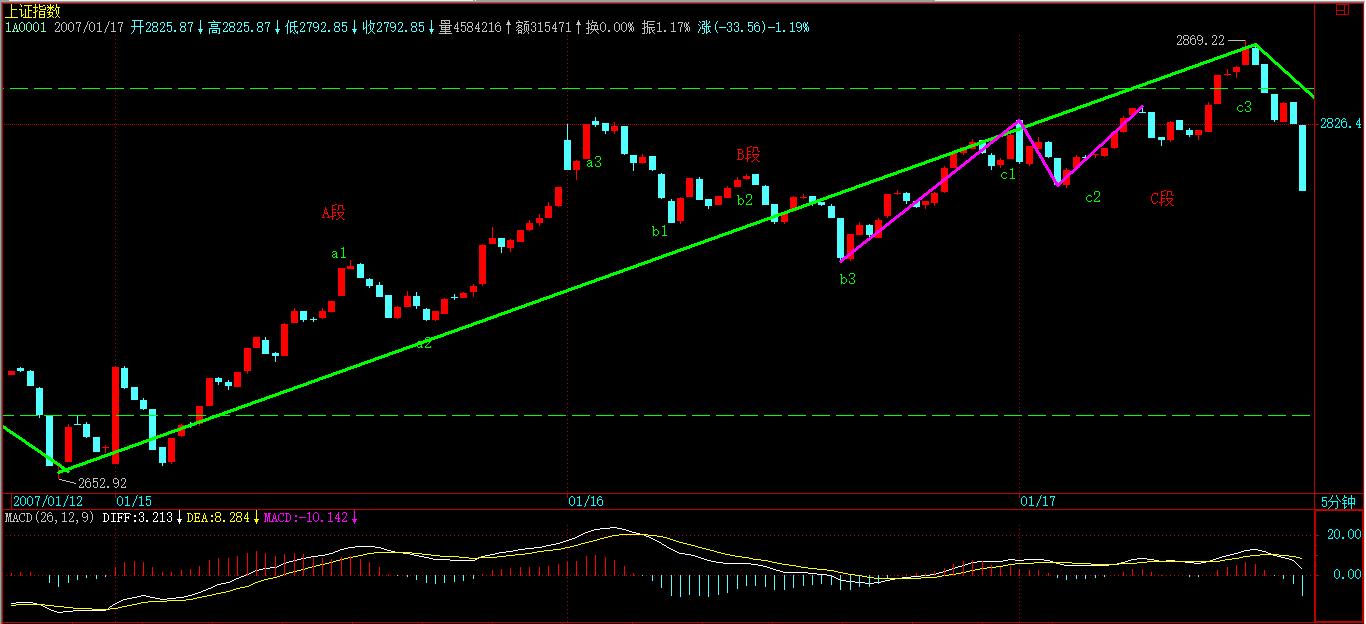 上证指数
1A0001 2007/01/17 开2825.87↓高2825.87↓低2792.85↓收2792.85↓量4584216↑额315471↑换0.00% 振1.17% 涨(-33.56)-1.19%
2869.22
c3
2826.4
a3
B段
c1
b2
c2
C段
A段
b1
a1
b3
a2
2652.92
2007/01/12 01/15 01/16 01/17 5分钟
MACD(26,12,9) DIFF:3.213↓DEA:8.284↓MACD:-10.142↓
20.00
0.00